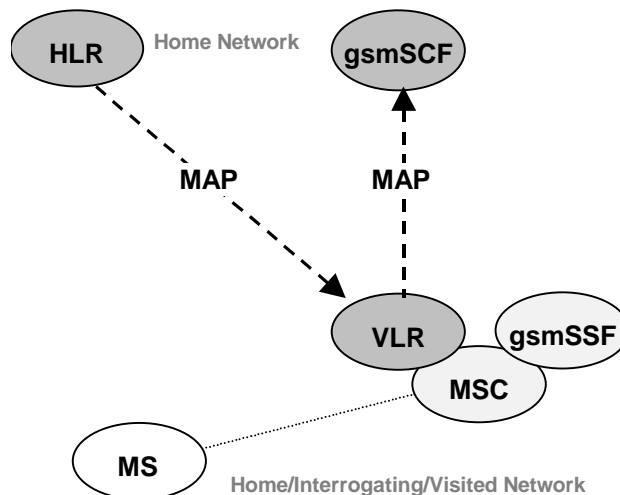 HLR
Home Network
gsmSCF
MAP
MAP
VLR
gsmSSF
MSC
MS
Home/Interrogating/Visited Network